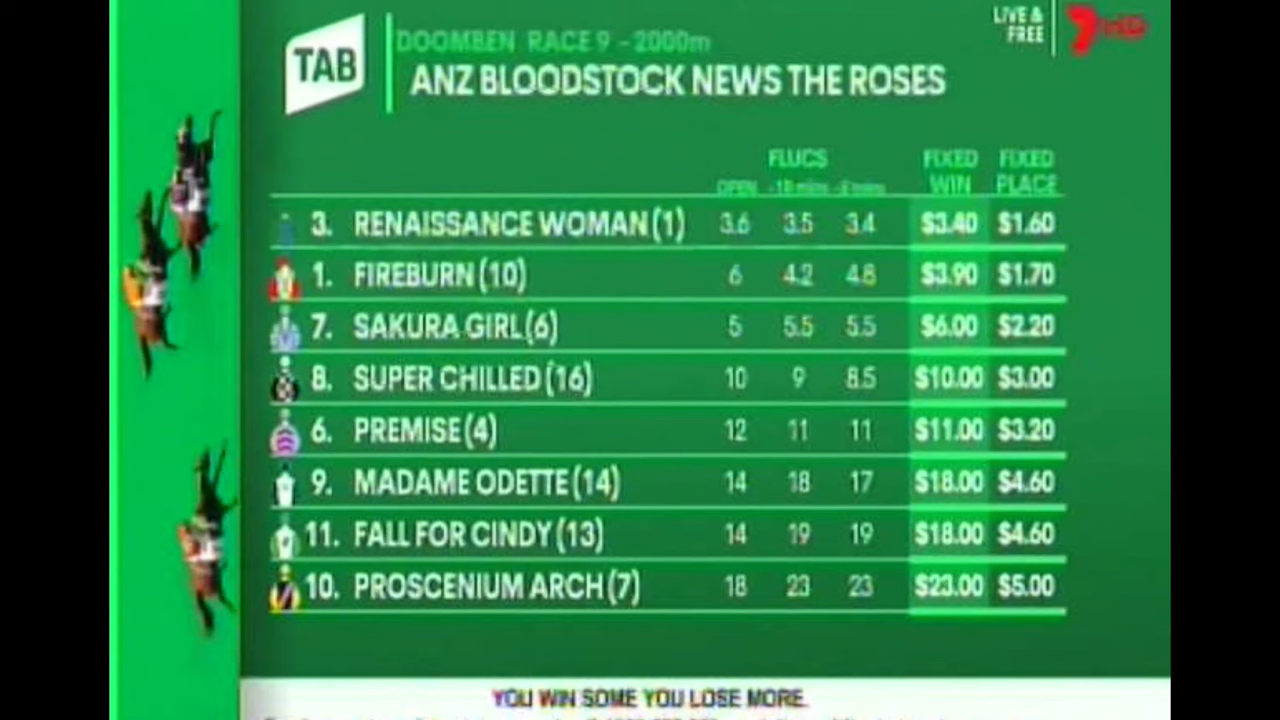 LIVE &
FREE
7HD
TAB
DOOMBEN RACE 9 - 2000m
ANZ BLOODSTOCK NEWS THE ROSES
FLUCS FIXED FIXED
OPEN WIN PLACE
3. RENAISSANCE WOMAN (1) 3.6 3.5 3.4 $3.40 $1.60
1. FIREBURN (10) 6 4.2 4.8 $3.90 $1.70
7. SAKURA GIRL (6) 5 5.5 5.5 $6.00 $2.20
8. SUPER CHILLED (16) 10 9 8.5 $10.00 $3.00
6. PREMISE (4) 12 11 11 $11.00 $3.20
9. MADAME ODETTE (14) 14 18 17 $18.00 $4.60
11. FALL FOR CINDY (13) 14 19 19 $18.00 $4.60
10. PROSCENIUM ARCH (7) 18 23 23 $23.00 $5.00
YOU WIN SOME YOU LOSE MORE.